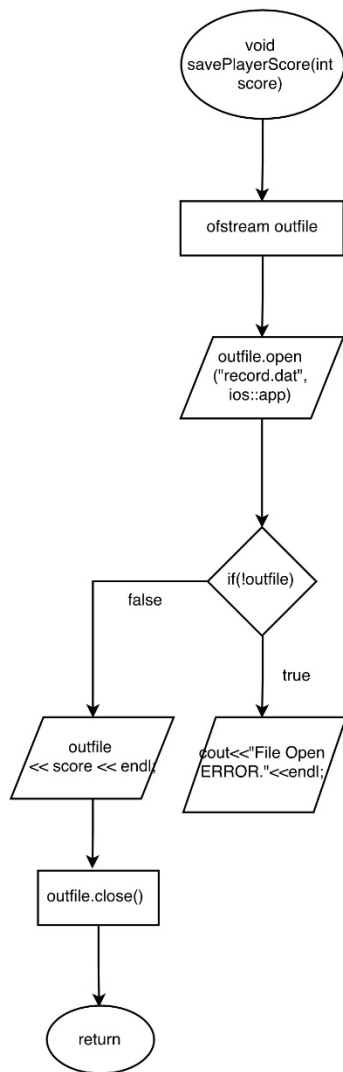 void
savePlayerScore(int
score)
ofstream outfile
outfile.open
("record.dat",
ios::app)
if(!outfile)
false
true
outfile
<< score << endl;
cout<<"File Open
ERROR."<<endl;
outfile.close()
return